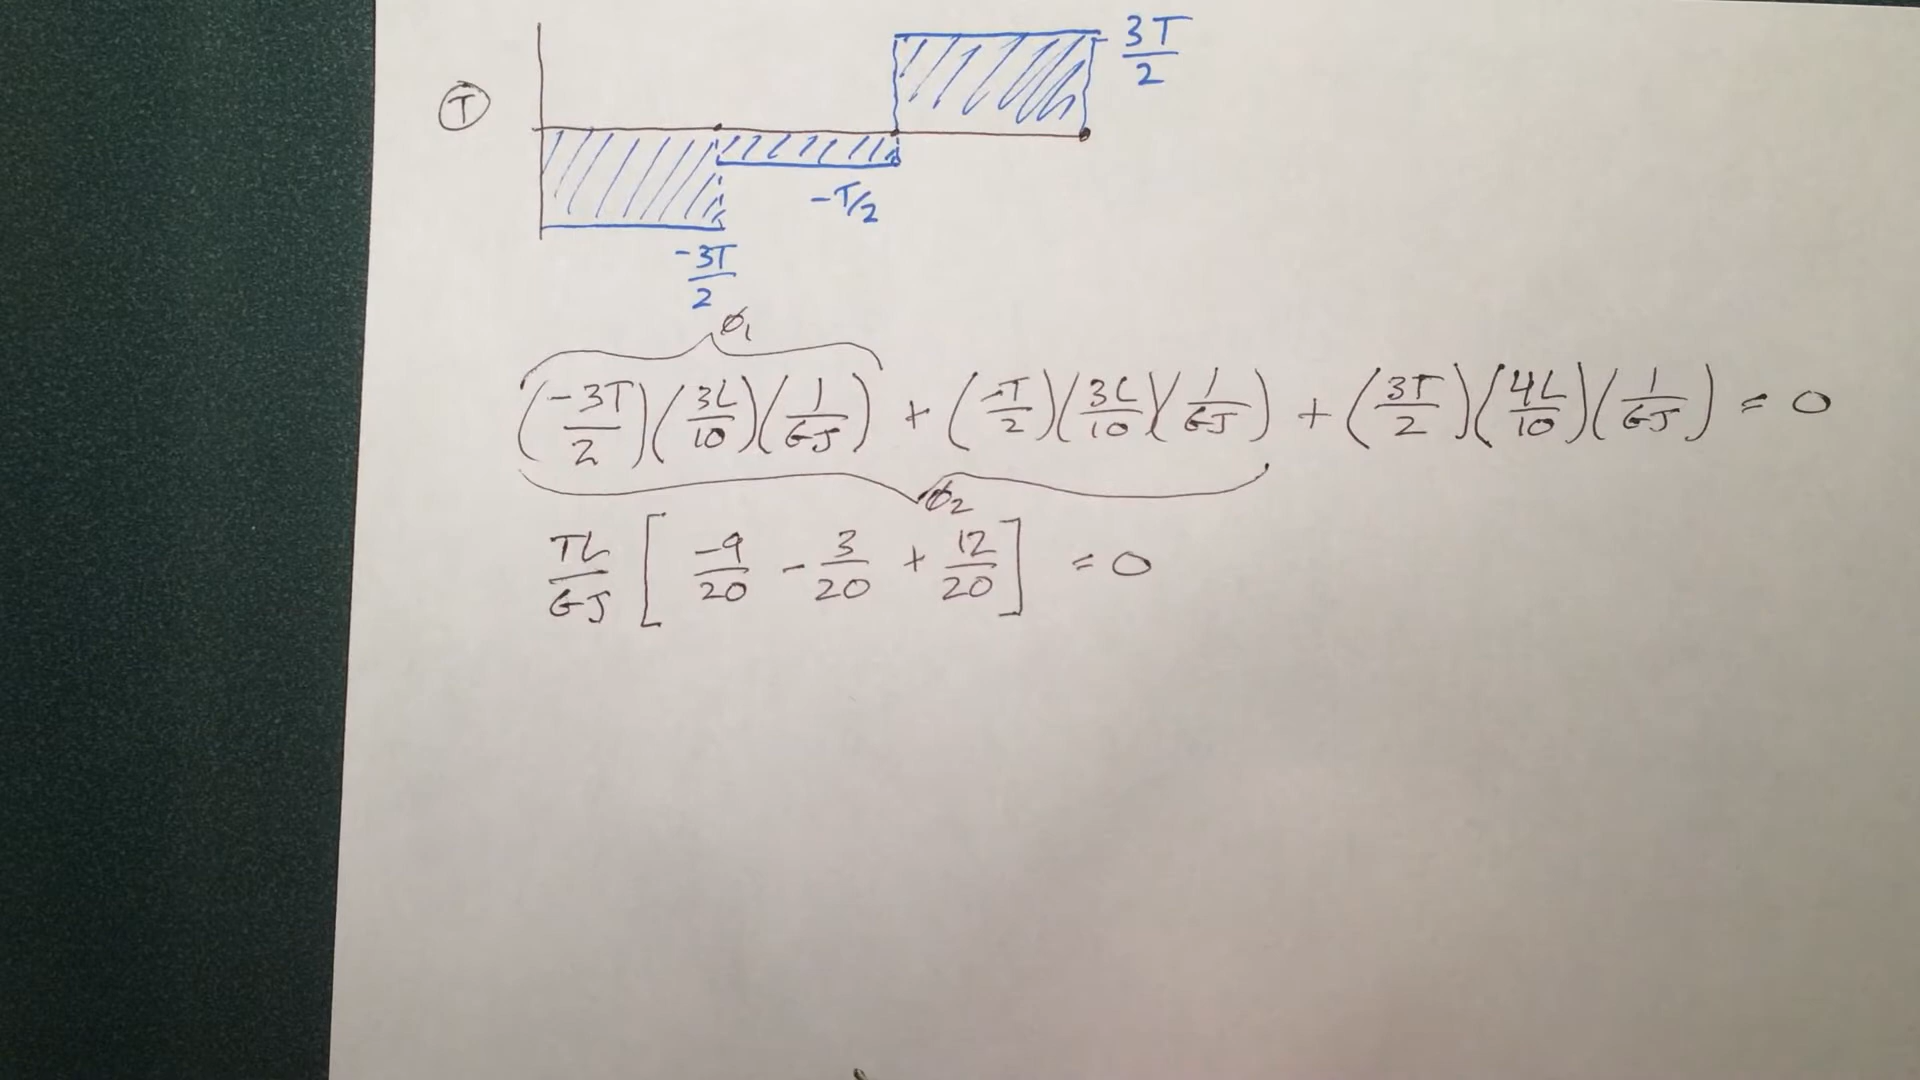 3T/2
T
-T/2
-3T/2
ϕ₁
(-3T/2)(3L/10)(1/GJ) + (-T/2)(3L/10)(1/GJ) + (3T/2)(4L/10)(1/GJ) = 0
ϕ₂
TL/GJ [ -9/20 - 3/20 + 12/20 ] = 0